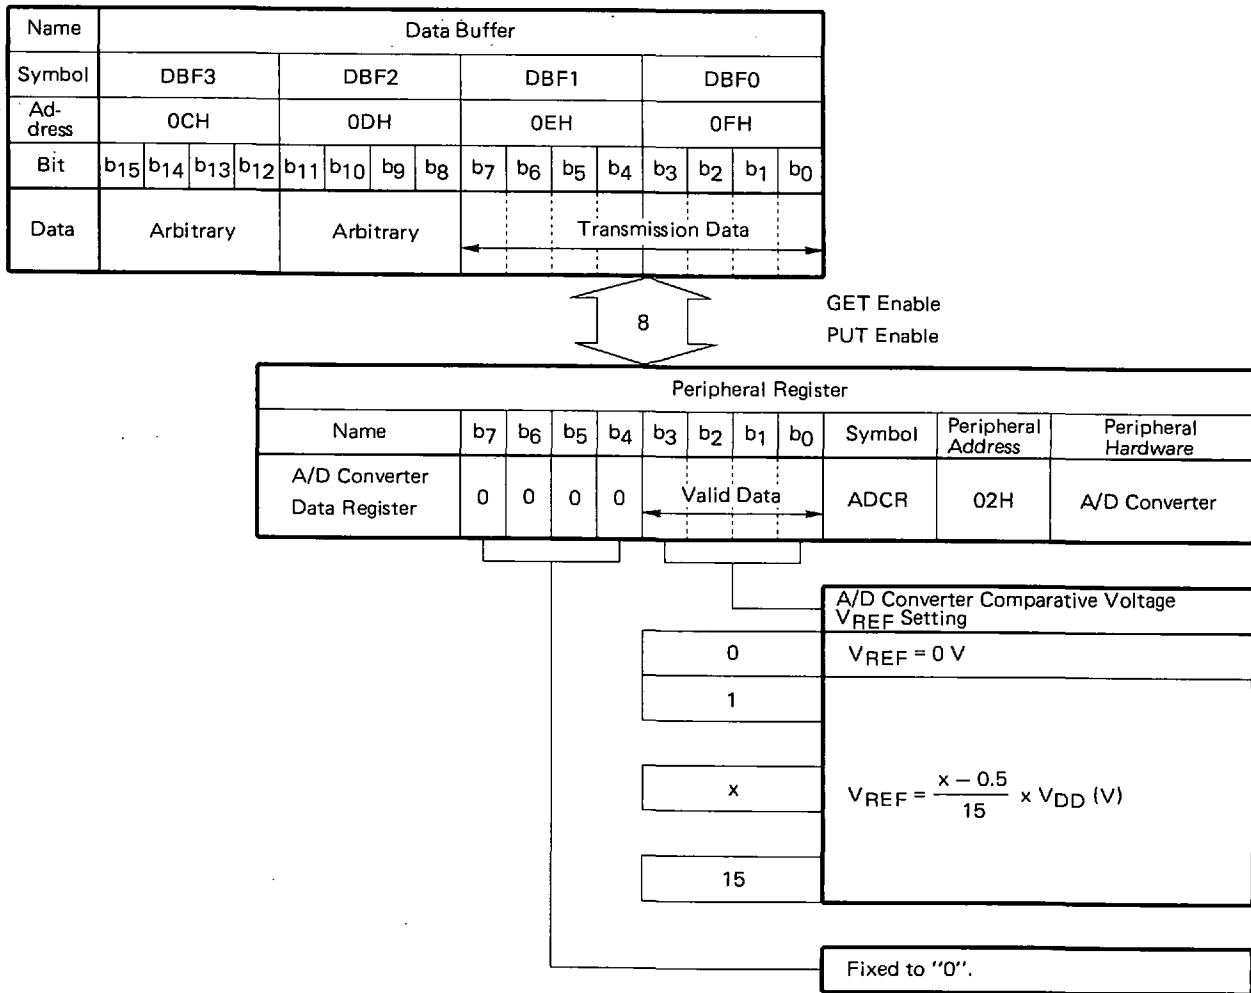 Name Data Buffer
Symbol DBF3 DBF2 DBF1 DBF0
Ad-
dress 0CH 0DH 0EH 0FH
Bit b15 b14 b13 b12 b11 b10 b9 b8 b7 b6 b5 b4 b3 b2 b1 b0
Data Arbitrary Arbitrary Transmission Data
8
GET Enable
PUT Enable
Peripheral Register
Name b7 b6 b5 b4 b3 b2 b1 b0 Symbol Peripheral Address Peripheral Hardware
A/D Converter
Data Register
0 0 0 0 Valid Data ADCR 02H A/D Converter
A/D Converter Comparative Voltage
VREF Setting
0 VREF = 0 V
1
x VREF = (x – 0.5)/15 x VDD (V)
15
Fixed to "0".